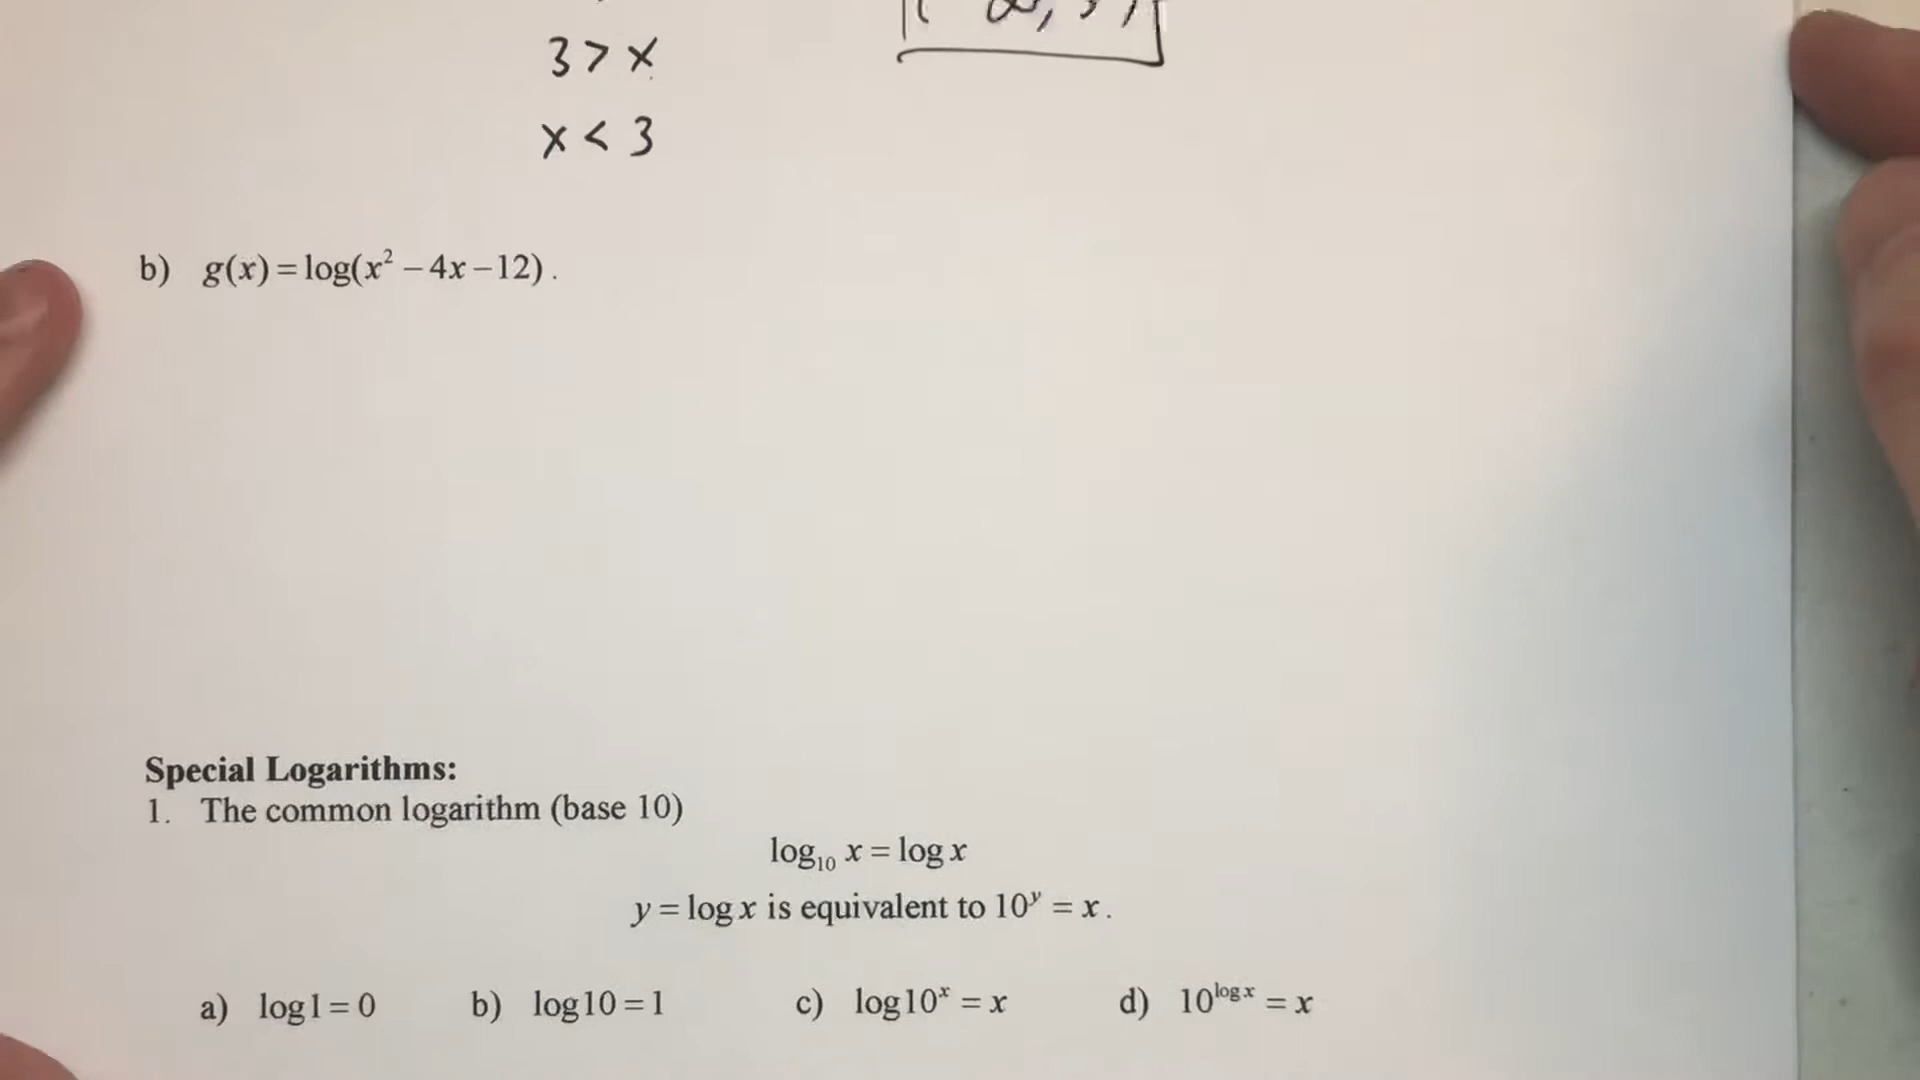 3 > x
x < 3
b) g(x) = log(x² – 4x – 12).
Special Logarithms:
1. The common logarithm (base 10)
log₁₀ x = log x
y = log x is equivalent to 10ʸ = x.
a) log 1 = 0 b) log 10 = 1 c) log 10ˣ = x d) 10^(log x) = x